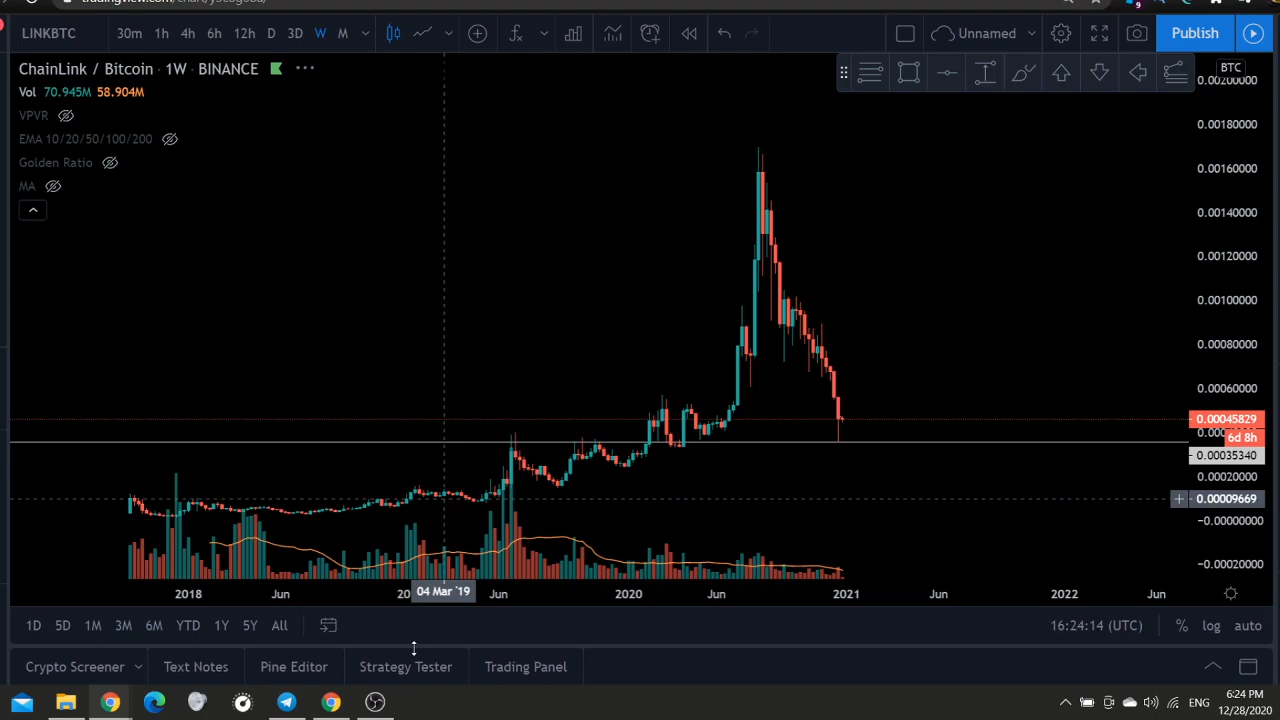 9
LINKBTC 30m 1h 4h 6h 12h D 3D W M Unnamed Publish
ChainLink / Bitcoin · 1W · BINANCE
BTC
Vol 70.945M 58.904M
VPVR
EMA 10/20/50/100/200
Golden Ratio
MA
0.00200000
0.00180000
0.00160000
0.00140000
0.00120000
0.00100000
0.00080000
0.00060000
0.00045829
6d 8h
0.00035340
0.00020000
0.00009669
-0.00000000
-0.00020000
2018 Jun 04 Mar '19 Jun 2020 Jun 2021 Jun 2022 Jun
1D 5D 1M 3M 6M YTD 1Y 5Y All 16:24:14 (UTC) % log auto
Crypto Screener Text Notes Pine Editor Strategy Tester Trading Panel
ENG
6:24 PM
12/28/2020